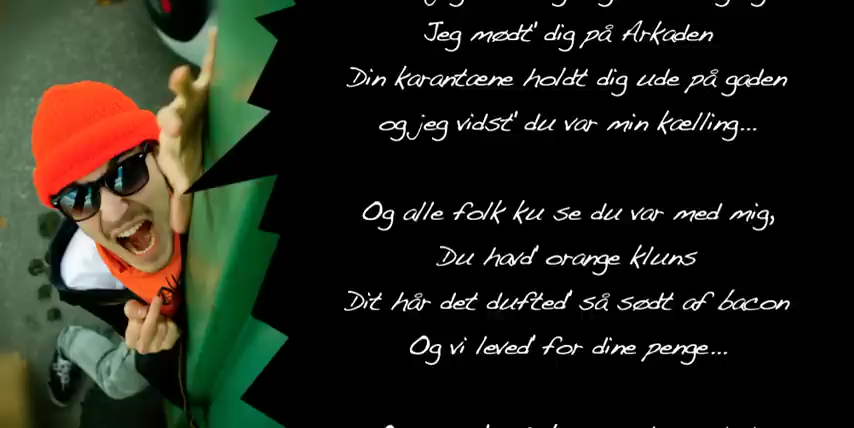 Jeg mødt' dig på Arkaden
Din karantæne holdt dig ude på gaden
og jeg vidst' du var min kælling...
Og alle folk ku se du var med mig,
Du havd' orange kluns
Dit hår det dufted' så sødt af bacon
Og vi leved' for dine penge...